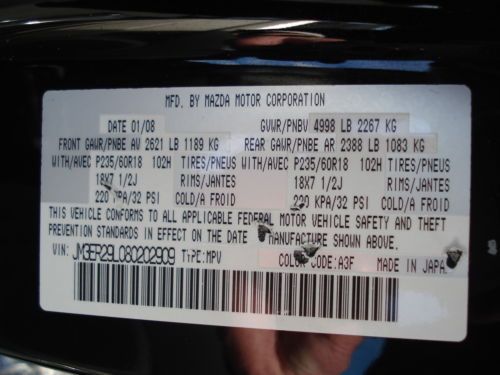 MFD. BY MAZDA MOTOR CORPORATION
DATE 01/08 GVWR/PNBV 4998 LB 2267 KG
FRONT GAWR/PNBE AV 2621 LB 1189 KG REAR GAWR/PNBE AR 2388 LB 1083 KG
WITH/AVEC P235/60R18 102H TIRES/PNEUS WITH/AVEC P235/60R18 102H TIRES/PNEUS
18X7 1/2J RIMS/JANTES 18X7 1/2J RIMS/JANTES
220 KPA/32 PSI COLD/A FROID 220 KPA/32 PSI COLD/A FROID
THIS VEHICLE CONFORMS TO ALL APPLICABLE FEDERAL MOTOR VEHICLE SAFETY AND THEFT
PREVENTION STANDARDS IN EFFECT ON THE DATE MANUFACTURE SHOWN ABOVE.
VIN: JM3ER29L080202909 TYPE: MPV COLOR CODE: A3F MADE IN JAPAN